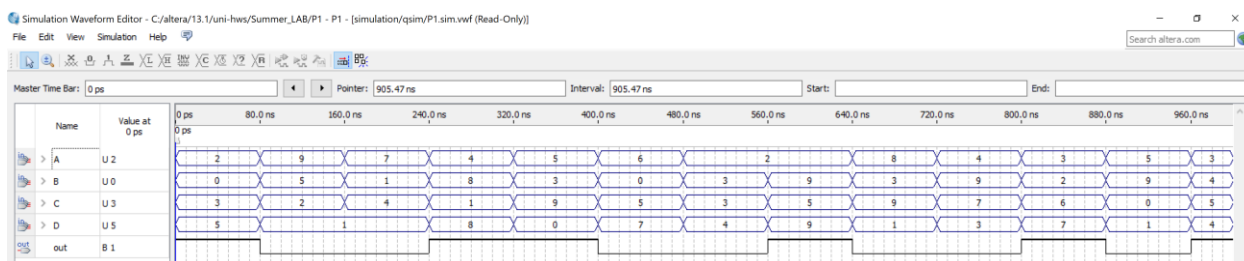 Simulation Waveform Editor - C:/altera/13.1/uni-hws/Summer_LAB/P1 - P1 - [simulation/qsim/P1.sim.vwf (Read-Only)]
File Edit View Simulation Help
Search altera.com
Master Time Bar: 0 ps Pointer: 905.47 ns Interval: 905.47 ns Start: End:
Name Value at 0 ps
0 ps 80.0 ns 160.0 ns 240.0 ns 320.0 ns 400.0 ns 480.0 ns 560.0 ns 640.0 ns 720.0 ns 800.0 ns 880.0 ns 960.0 ns
0 ps
A U 2 2 9 7 4 5 6 2 8 4 3 5 3
B U 0 0 5 1 8 3 0 3 9 3 9 2 9 4
C U 3 3 2 4 1 9 5 3 5 9 7 6 0 5
D U 5 5 1 8 0 7 4 9 1 3 7 1 4
out B 1